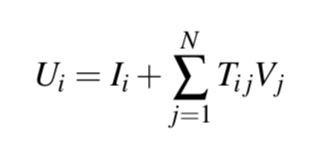 $U_i = I_i + \sum_{j=1}^{N} T_{ij} V_j$